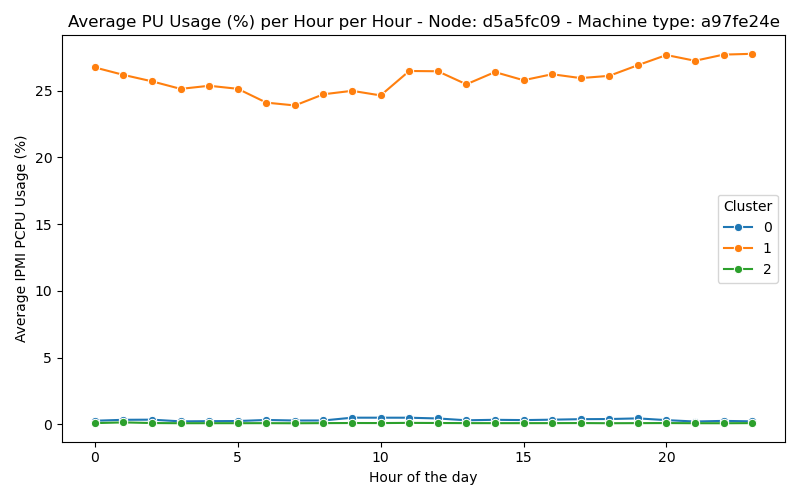 Average PU Usage (%) per Hour per Hour - Node: d5a5fc09 - Machine type: a97fe24e
Average IPMI PCPU Usage (%)
25
20
15
10
5
0
Cluster
0
1
2
0 5 10 15 20
Hour of the day